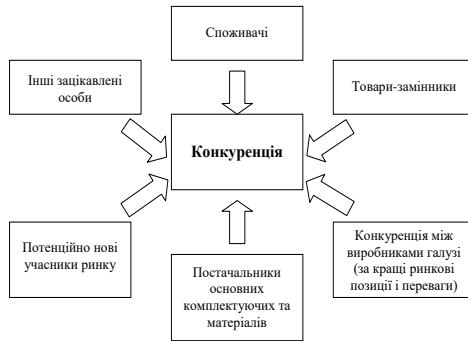 Споживачі
Інші зацікавлені
особи
Товари-замінники
Конкуренція
Потенційно нові
учасники ринку
Постачальники
основних
комплектуючих та
матеріалів
Конкуренція між
виробниками галузі
(за кращі ринкові
позиції і переваги)